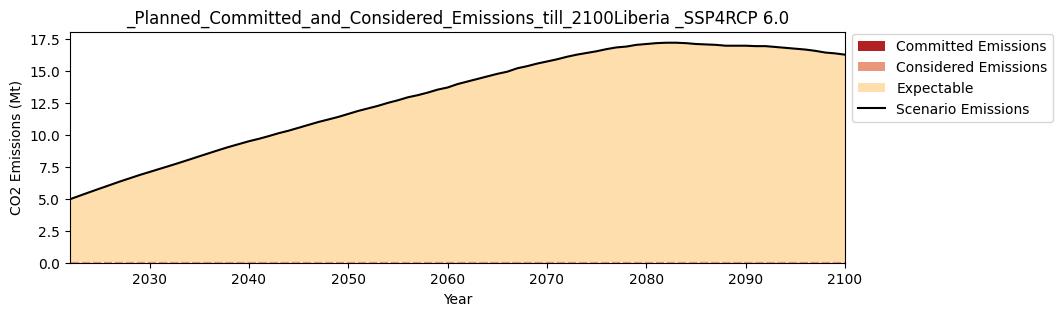 _Planned_Committed_and_Considered_Emissions_till_2100Liberia _SSP4RCP 6.0
17.5
15.0
12.5
10.0
7.5
5.0
2.5
0.0
CO2 Emissions (Mt)
2030 2040 2050 2060 2070 2080 2090 2100
Year
Committed Emissions
Considered Emissions
Expectable
Scenario Emissions